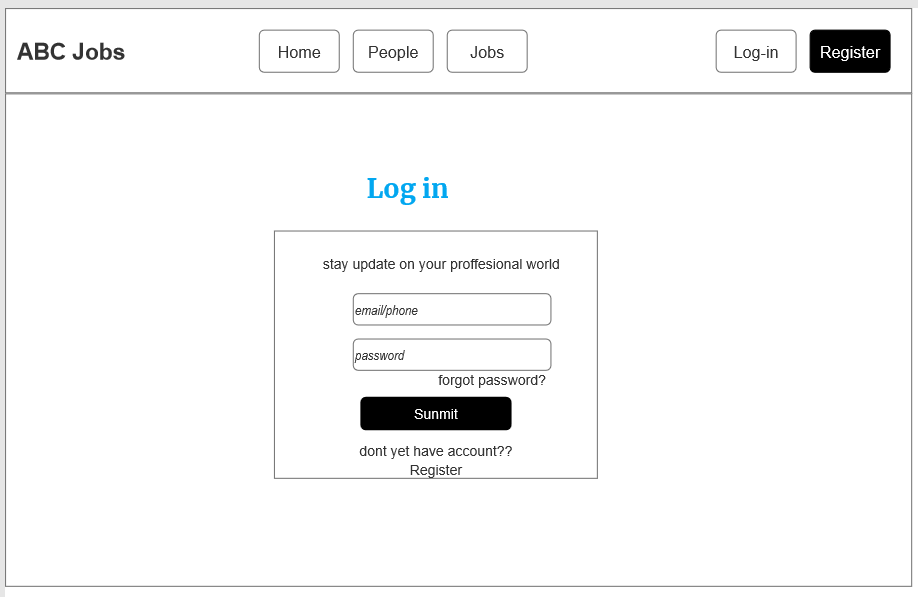 ABC Jobs Home People Jobs Log-in Register
Log in
stay update on your proffesional world
email/phone
password
forgot password?
Sunmit
dont yet have account??
Register